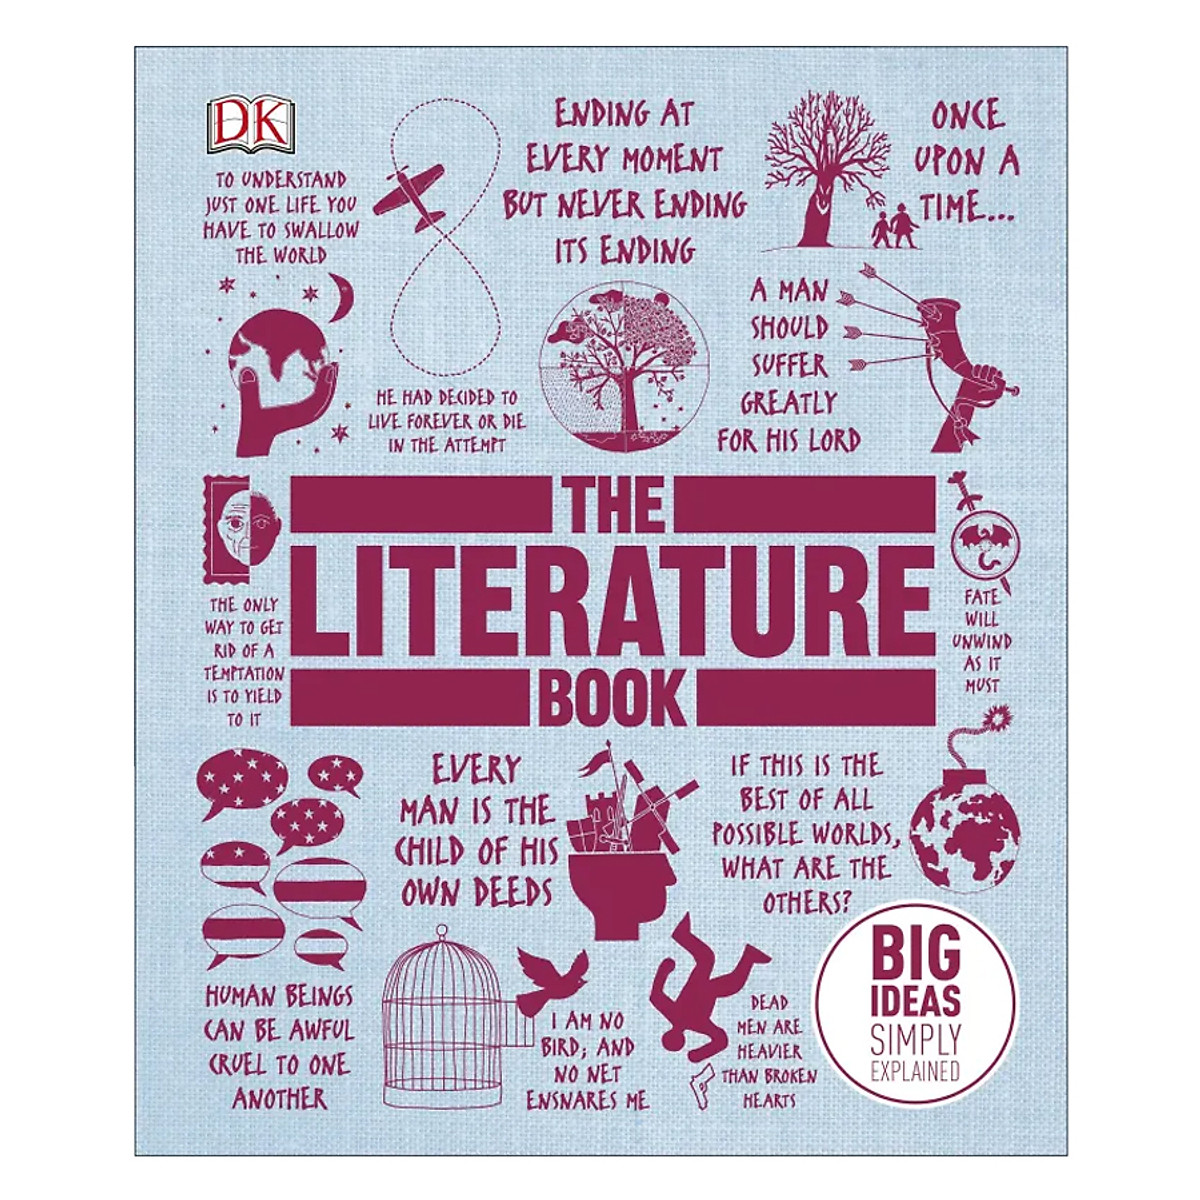 DK
TO UNDERSTAND
JUST ONE LIFE YOU
HAVE TO SWALLOW
THE WORLD
ENDING AT
EVERY MOMENT
BUT NEVER ENDING
ITS ENDING
ONCE
UPON A
TIME...
HE HAD DECIDED TO
LIVE FOREVER OR DIE
IN THE ATTEMPT
A MAN
SHOULD
SUFFER
GREATLY
FOR HIS LORD
THE
LITERATURE
BOOK
THE ONLY
WAY TO GET
RID OF A
TEMPTATION
IS TO YIELD
TO IT
FATE
WILL
UNWIND
AS IT
MUST
EVERY
MAN IS THE
CHILD OF HIS
OWN DEEDS
IF THIS IS THE
BEST OF ALL
POSSIBLE WORLDS,
WHAT ARE THE
OTHERS?
HUMAN BEINGS
CAN BE AWFUL
CRUEL TO ONE
ANOTHER
I AM NO
BIRD; AND
NO NET
ENSNARES ME
DEAD
MEN ARE
HEAVIER
THAN BROKEN
HEARTS
BIG
IDEAS
SIMPLY
EXPLAINED